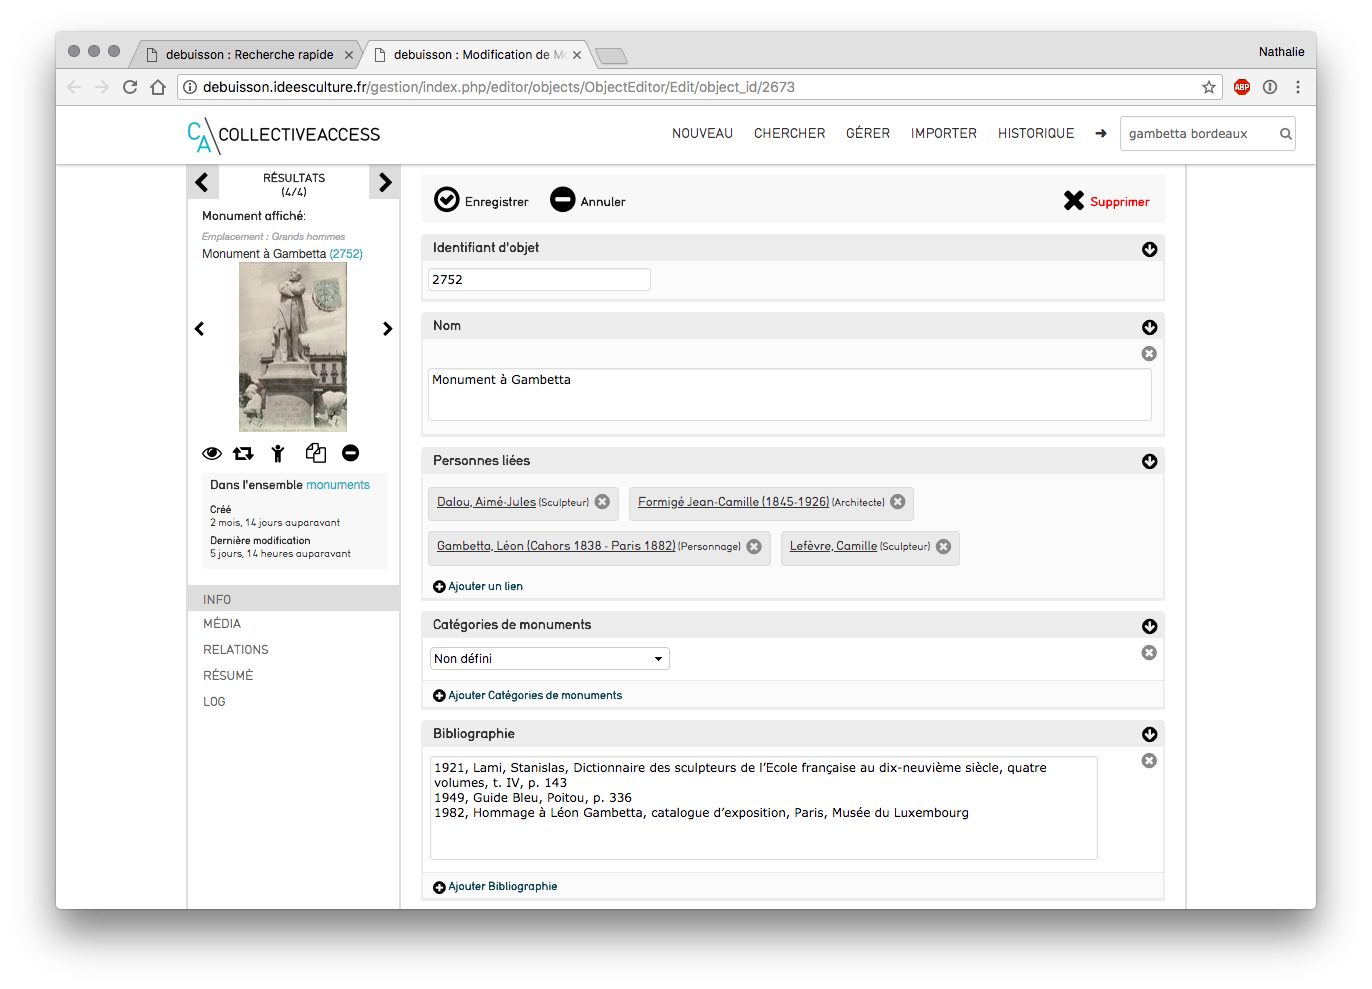 debuisson : Recherche rapide
debuisson : Modification de Mo
Nathalie
debuisson.ideesculture.fr/gestion/index.php/editor/objects/ObjectEditor/Edit/object_id/2673
ABP
CA COLLECTIVEACCESS
NOUVEAU CHERCHER GÉRER IMPORTER HISTORIQUE
gambetta bordeaux
RÉSULTATS
(4/4)
Monument affiché:
Emplacement : Grands hommes
Monument à Gambetta (2752)
Dans l'ensemble monuments
Créé
2 mois, 14 jours auparavant
Dernière modification
5 jours, 14 heures auparavant
INFO
MÉDIA
RELATIONS
RÉSUMÉ
LOG
Enregistrer Annuler Supprimer
Identifiant d'objet
2752
Nom
Monument à Gambetta
Personnes liées
Dalou, Aimé-Jules (Sculpteur) Formigé Jean-Camille (1845-1926) (Architecte)
Gambetta, Léon (Cahors 1838 - Paris 1882) (Personnage) Lefèvre, Camille (Sculpteur)
Ajouter un lien
Catégories de monuments
Non défini
Ajouter Catégories de monuments
Bibliographie
1921, Lami, Stanislas, Dictionnaire des sculpteurs de l’Ecole française au dix-neuvième siècle, quatre
volumes, t. IV, p. 143
1949, Guide Bleu, Poitou, p. 336
1982, Hommage à Léon Gambetta, catalogue d’exposition, Paris, Musée du Luxembourg
Ajouter Bibliographie